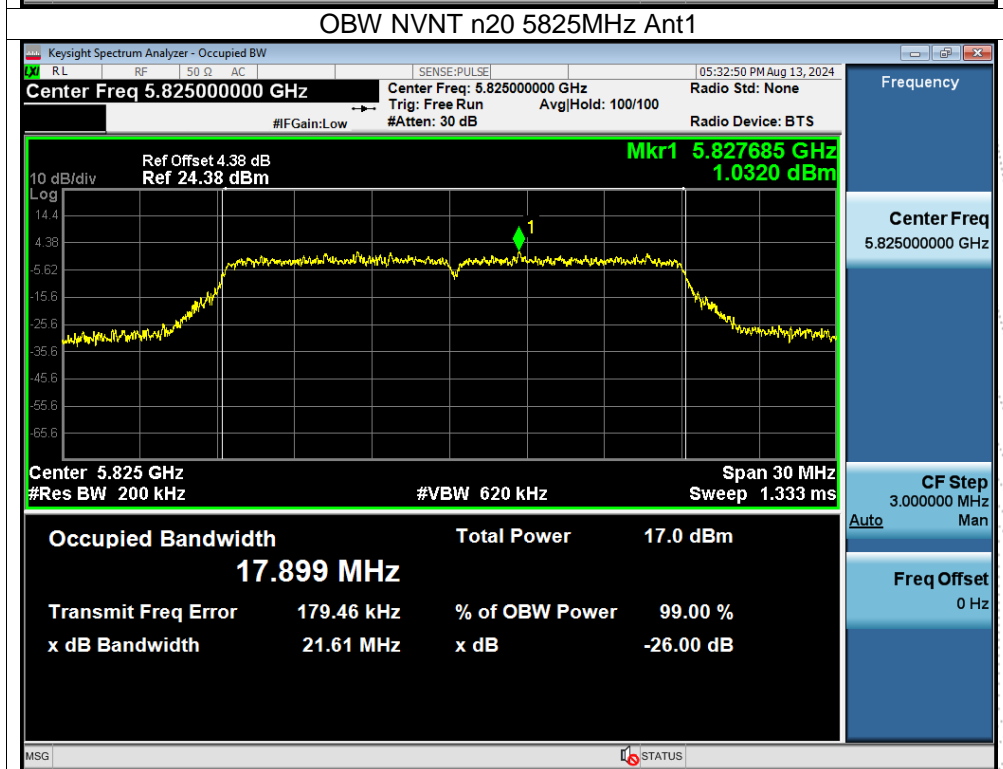 OBW NVNT n20 5825MHz Ant1
Keysight Spectrum Analyzer - Occupied BW
LXI RL RF 50 Ω AC SENSE:PULSE 05:32:50 PM Aug 13, 2024
Center Freq 5.825000000 GHz Center Freq: 5.825000000 GHz Radio Std: None
Trig: Free Run Avg|Hold: 100/100
#IFGain:Low #Atten: 30 dB Radio Device: BTS
Frequency
Mkr1 5.827685 GHz
Ref Offset 4.38 dB
10 dB/div Ref 24.38 dBm 1.0320 dBm
Log
14.4
4.38
-5.62
-15.6
-25.6
-35.6
-45.6
-55.6
-65.6
1
Center 5.825 GHz Span 30 MHz
#Res BW 200 kHz #VBW 620 kHz Sweep 1.333 ms
Center Freq
5.825000000 GHz
CF Step
3.000000 MHz
Auto Man
Freq Offset
0 Hz
Occupied Bandwidth Total Power 17.0 dBm
17.899 MHz
Transmit Freq Error 179.46 kHz % of OBW Power 99.00 %
x dB Bandwidth 21.61 MHz x dB -26.00 dB
MSG STATUS